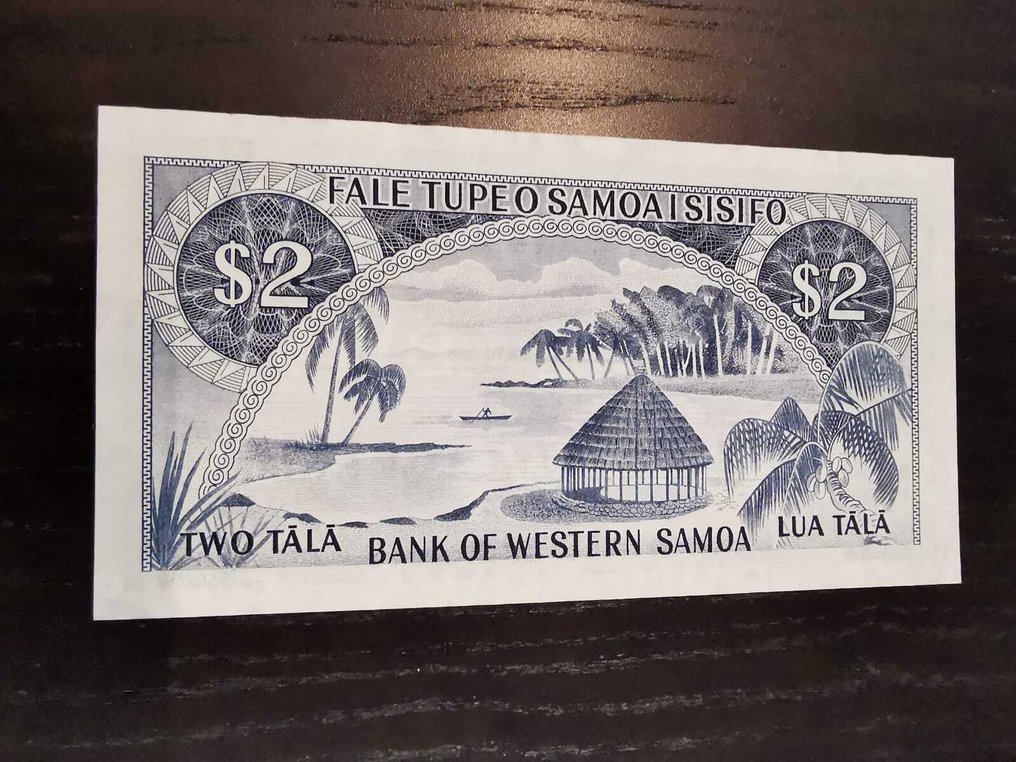 FALE TUPE O SAMOA I SISIFO
$2
$2
TWO TĀLĀ
BANK OF WESTERN SAMOA
LUA TĀLĀ